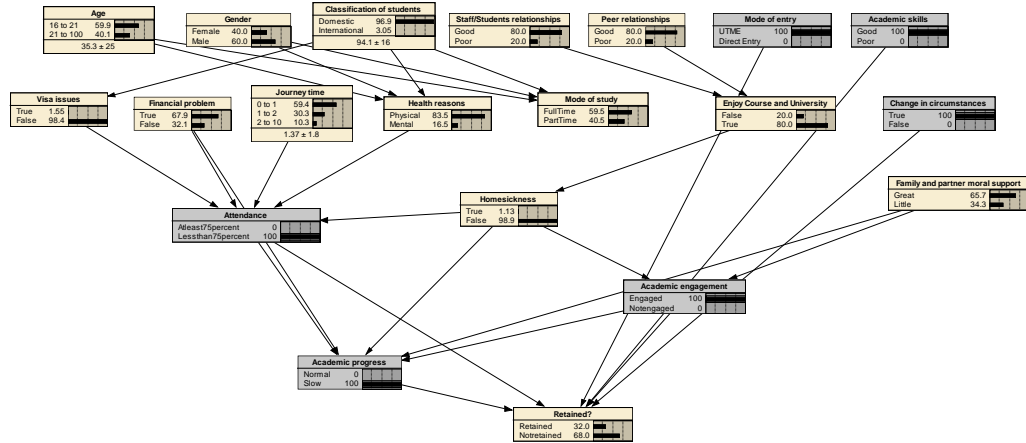 Age
16 to 21 59.9
21 to 100 40.1
35.3 ± 25
Gender
Female 40.0
Male 60.0
Classification of students
Domestic 96.9
International 3.05
94.1 ± 16
Staff/Students relationships
Good 80.0
Poor 20.0
Peer relationships
Good 80.0
Poor 20.0
Mode of entry
UTME 100
Direct Entry 0
Academic skills
Good 100
Poor 0
Visa issues
True 1.55
False 98.4
Financial problem
True 67.9
False 32.1
Journey time
0 to 1 59.4
1 to 2 30.3
2 to 10 10.3
1.37 ± 1.8
Health reasons
Physical 83.5
Mental 16.5
Mode of study
FullTime 59.5
PartTime 40.5
Enjoy Course and University
False 20.0
True 80.0
Change in circumstances
True 100
False 0
Family and partner moral support
Great 65.7
Little 34.3
Homesickness
True 1.13
False 98.9
Attendance
Atleast75percent 0
Lessthan75percent 100
Academic engagement
Engaged 100
Notengaged 0
Academic progress
Normal 0
Slow 100
Retained?
Retained 32.0
Notretained 68.0